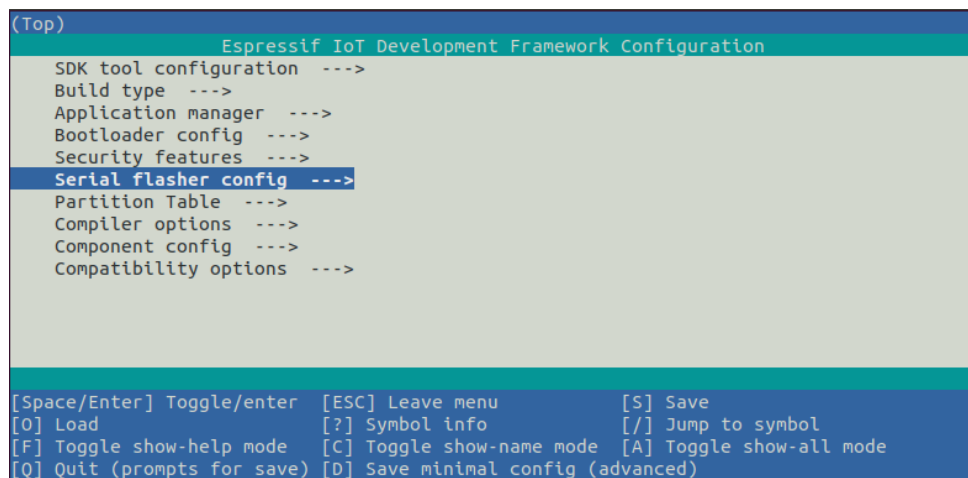 (Top)
Espressif IoT Development Framework Configuration
SDK tool configuration  --->
Build type  --->
Application manager  --->
Bootloader config  --->
Security features  --->
Serial flasher config  --->
Partition Table  --->
Compiler options  --->
Component config  --->
Compatibility options  --->
[Space/Enter] Toggle/enter  [ESC] Leave menu           [S] Save
[O] Load                    [?] Symbol info            [/] Jump to symbol
[F] Toggle show-help mode   [C] Toggle show-name mode  [A] Toggle show-all mode
[Q] Quit (prompts for save) [D] Save minimal config (advanced)